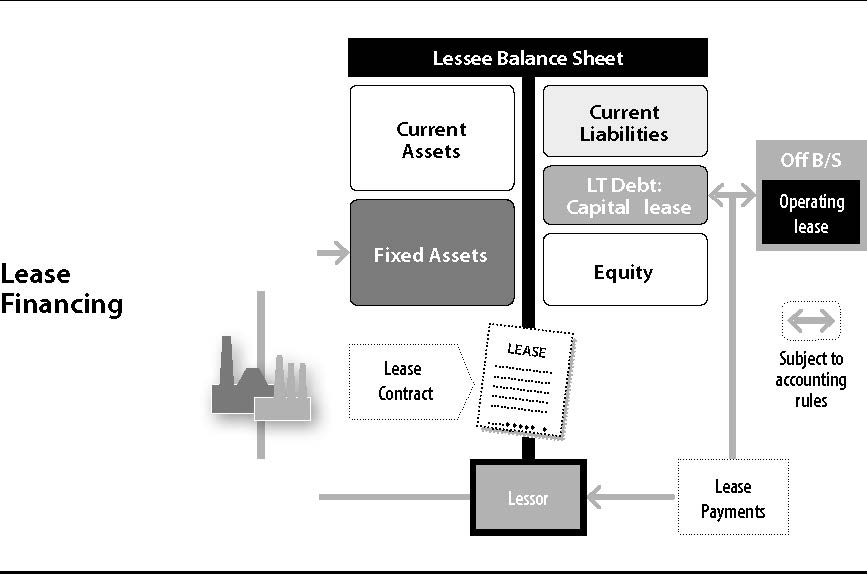 Lessee Balance Sheet
Current
Assets
Current
Liabilities
Off B/S
LT Debt:
Capital lease
Operating
lease
Fixed Assets
Equity
Lease
Financing
LEASE
Lease
Contract
Subject to
accounting
rules
Lessor
Lease
Payments